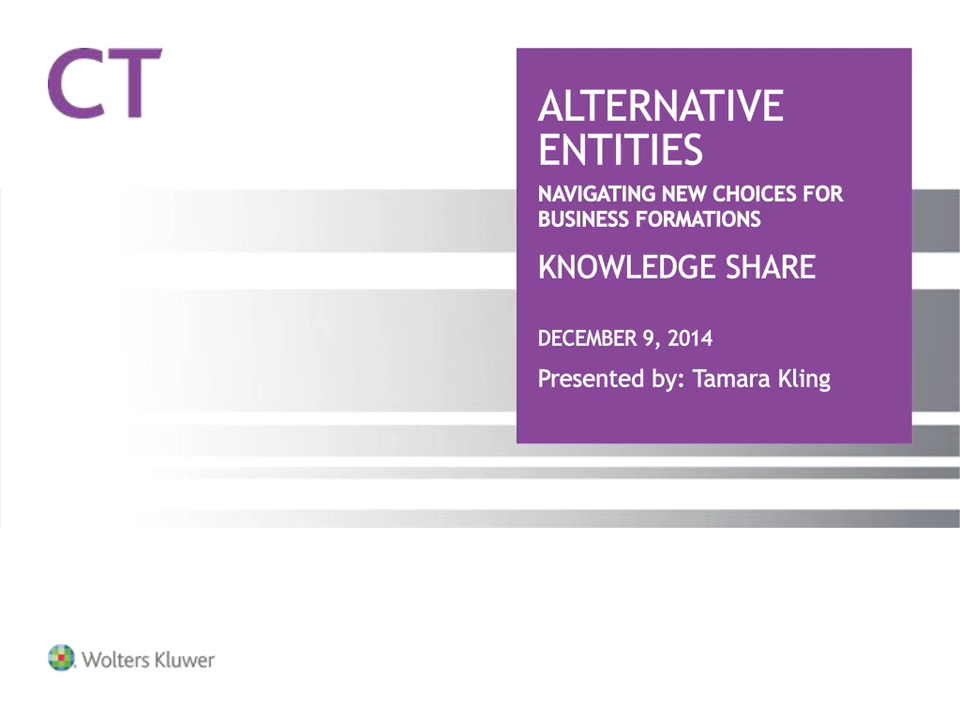 CT
ALTERNATIVE
ENTITIES
NAVIGATING NEW CHOICES FOR
BUSINESS FORMATIONS
KNOWLEDGE SHARE
DECEMBER 9, 2014
Presented by: Tamara Kling
Wolters Kluwer